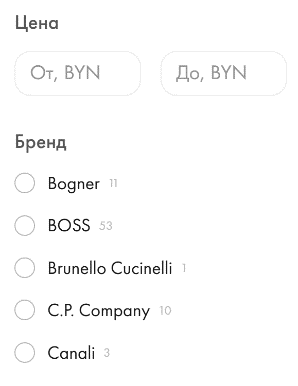 Цена
От, BYN До, BYN
Бренд
Bogner 11
BOSS 53
Brunello Cucinelli 1
C.P. Company 10
Canali 3